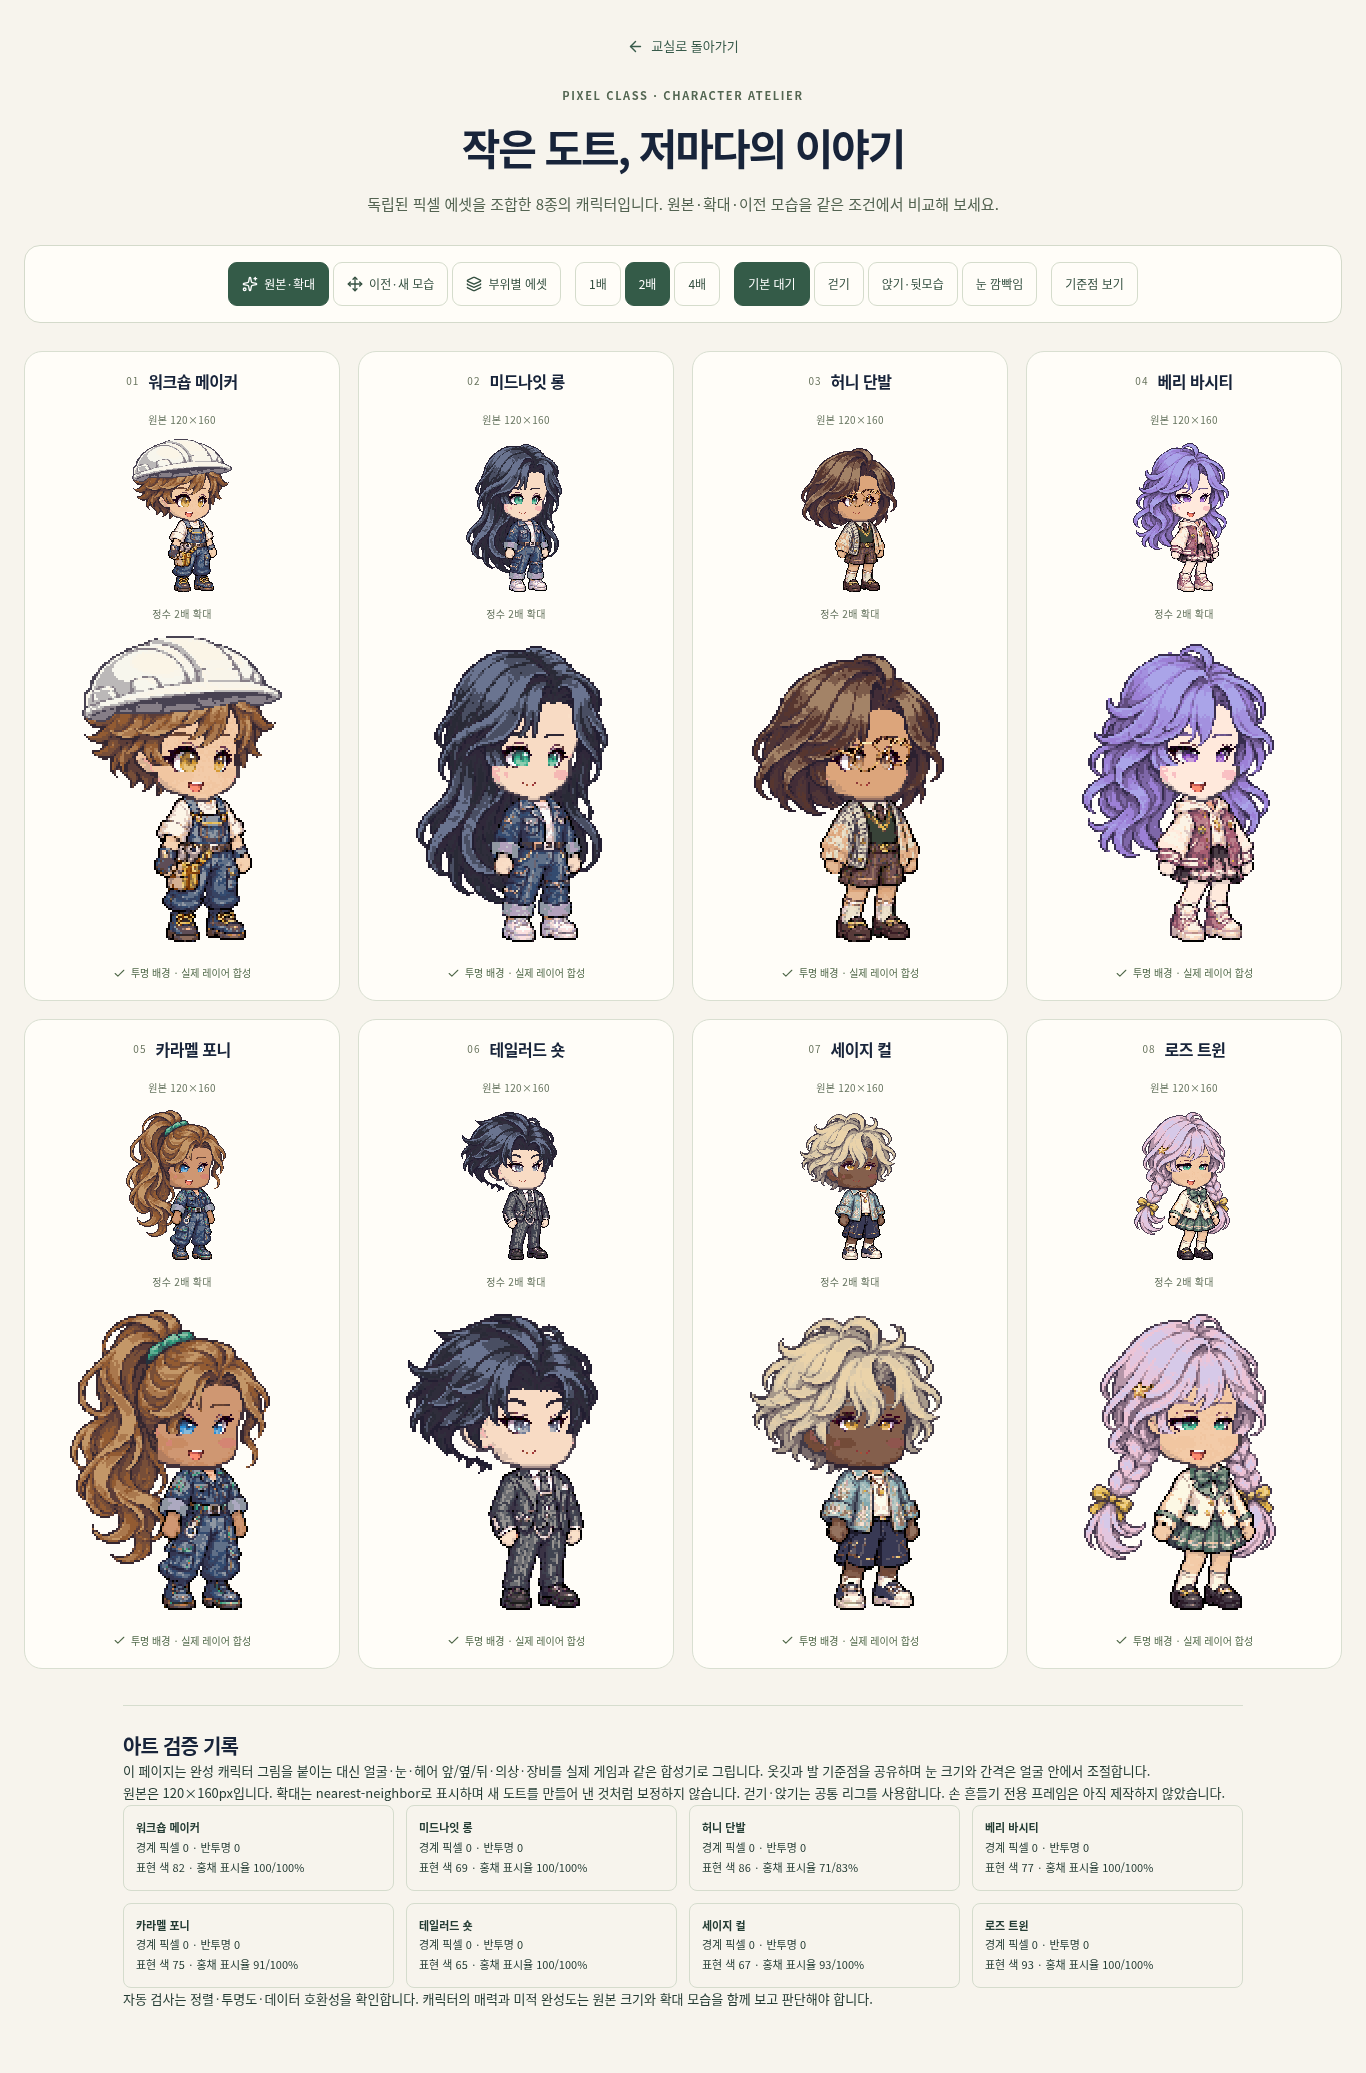 교실로 돌아가기
PIXEL CLASS · CHARACTER ATELIER
작은 도트, 저마다의 이야기
독립된 픽셀 에셋을 조합한 8종의 캐릭터입니다. 원본·확대·이전 모습을 같은 조건에서 비교해 보세요.
원본·확대 이전·새 모습 부위별 에셋 1배 2배 4배 기본 대기 걷기 앉기·뒷모습 눈 깜빡임 기준점 보기
01 워크숍 메이커
원본 120×160
정수 2배 확대
투명 배경 · 실제 레이어 합성
02 미드나잇 롱
원본 120×160
정수 2배 확대
투명 배경 · 실제 레이어 합성
03 허니 단발
원본 120×160
정수 2배 확대
투명 배경 · 실제 레이어 합성
04 베리 바시티
원본 120×160
정수 2배 확대
투명 배경 · 실제 레이어 합성
05 카라멜 포니
원본 120×160
정수 2배 확대
투명 배경 · 실제 레이어 합성
06 테일러드 숏
원본 120×160
정수 2배 확대
투명 배경 · 실제 레이어 합성
07 세이지 컬
원본 120×160
정수 2배 확대
투명 배경 · 실제 레이어 합성
08 로즈 트윈
원본 120×160
정수 2배 확대
투명 배경 · 실제 레이어 합성
아트 검증 기록
이 페이지는 완성 캐릭터 그림을 붙이는 대신 얼굴·눈·헤어 앞/옆/뒤·의상·장비를 실제 게임과 같은 합성기로 그립니다. 옷깃과 발 기준점을 공유하며 눈 크기와 간격은 얼굴 안에서 조절합니다.
원본은 120×160px입니다. 확대는 nearest-neighbor로 표시하며 새 도트를 만들어 낸 것처럼 보정하지 않습니다. 걷기·앉기는 공통 리그를 사용합니다. 손 흔들기 전용 프레임은 아직 제작하지 않았습니다.
워크숍 메이커
경계 픽셀 0 · 반투명 0
표현 색 82 · 홍채 표시율 100/100%
미드나잇 롱
경계 픽셀 0 · 반투명 0
표현 색 69 · 홍채 표시율 100/100%
허니 단발
경계 픽셀 0 · 반투명 0
표현 색 86 · 홍채 표시율 71/83%
베리 바시티
경계 픽셀 0 · 반투명 0
표현 색 77 · 홍채 표시율 100/100%
카라멜 포니
경계 픽셀 0 · 반투명 0
표현 색 75 · 홍채 표시율 91/100%
테일러드 숏
경계 픽셀 0 · 반투명 0
표현 색 65 · 홍채 표시율 100/100%
세이지 컬
경계 픽셀 0 · 반투명 0
표현 색 67 · 홍채 표시율 93/100%
로즈 트윈
경계 픽셀 0 · 반투명 0
표현 색 93 · 홍채 표시율 100/100%
자동 검사는 정렬·투명도·데이터 호환성을 확인합니다. 캐릭터의 매력과 미적 완성도는 원본 크기와 확대 모습을 함께 보고 판단해야 합니다.